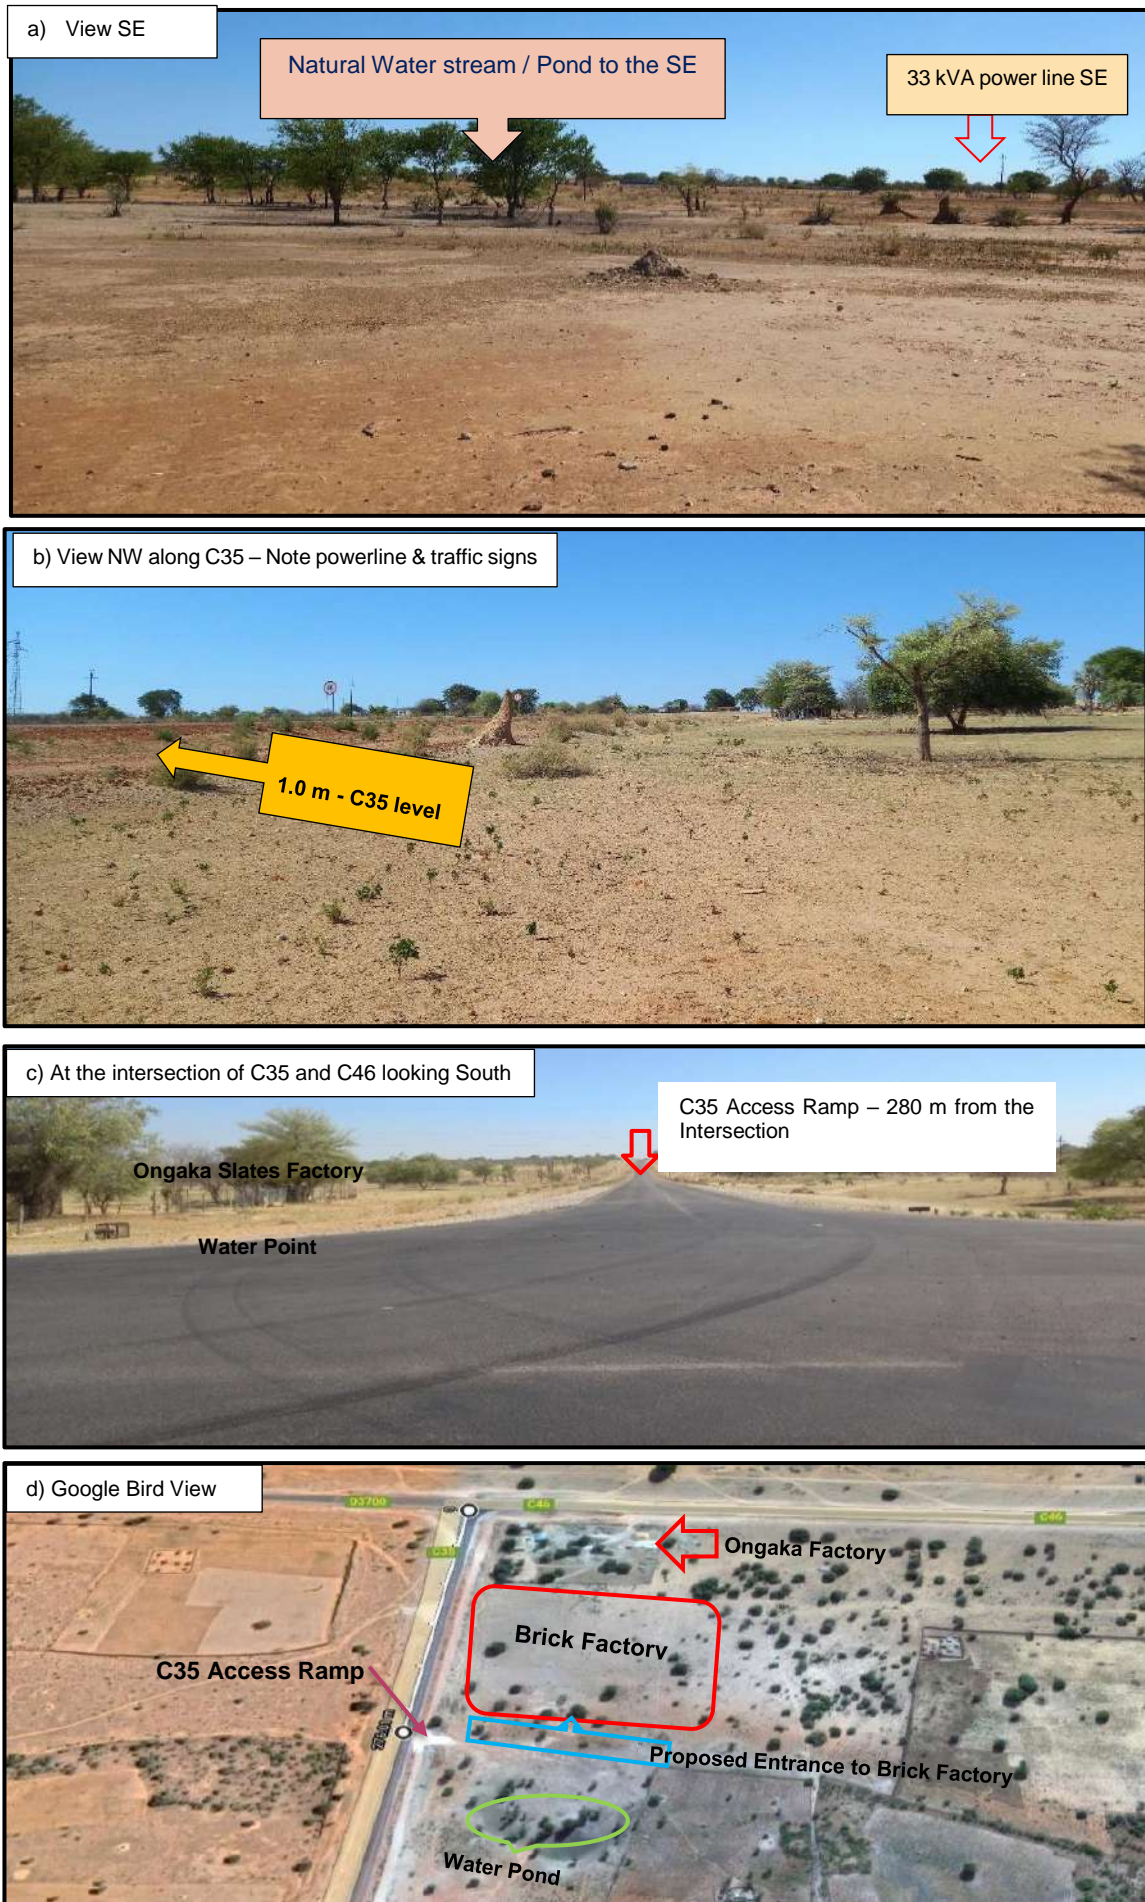 a) View SE
Natural Water stream / Pond to the SE
33 kVA power line SE
b) View NW along C35 – Note powerline & traffic signs
1.0 m - C35 level
c) At the intersection of C35 and C46 looking South
C35 Access Ramp – 280 m from the
Intersection
Ongaka Slates Factory
Water Point
d) Google Bird View
D3700
C46
C46
C35
Ongaka Factory
Brick Factory
C35 Access Ramp
Proposed Entrance to Brick Factory
Water Pond